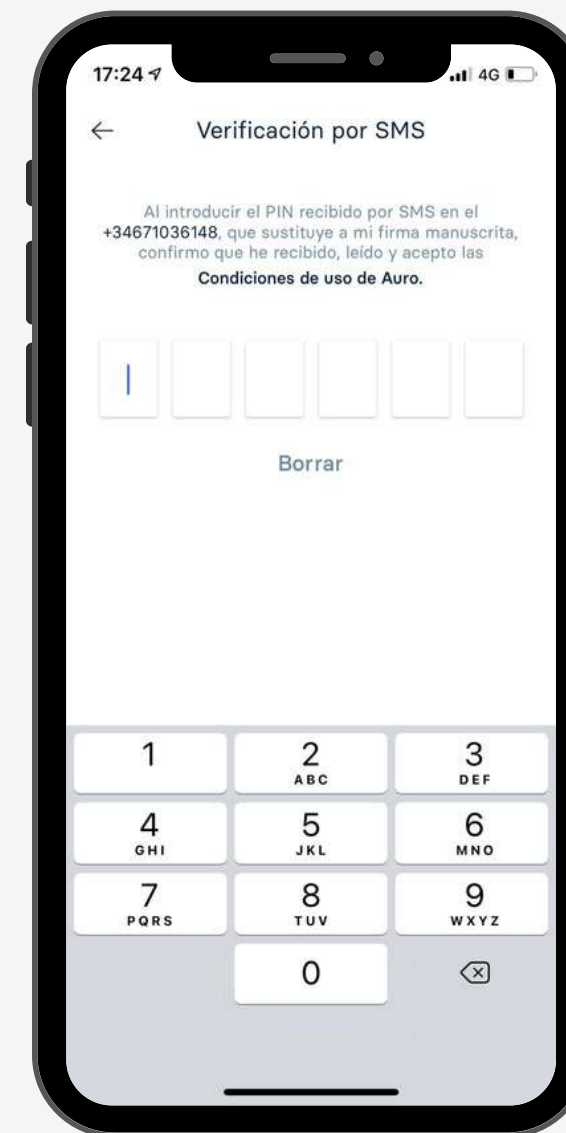 17:24
4G
Verificación por SMS
Al introducir el PIN recibido por SMS en el
+34671036148, que sustituye a mi firma manuscrita,
confirmo que he recibido, leído y acepto las
Condiciones de uso de Auro.
Borrar
1 2 3
ABC DEF
4 5 6
GHI JKL MNO
7 8 9
PQRS TUV WXYZ
0